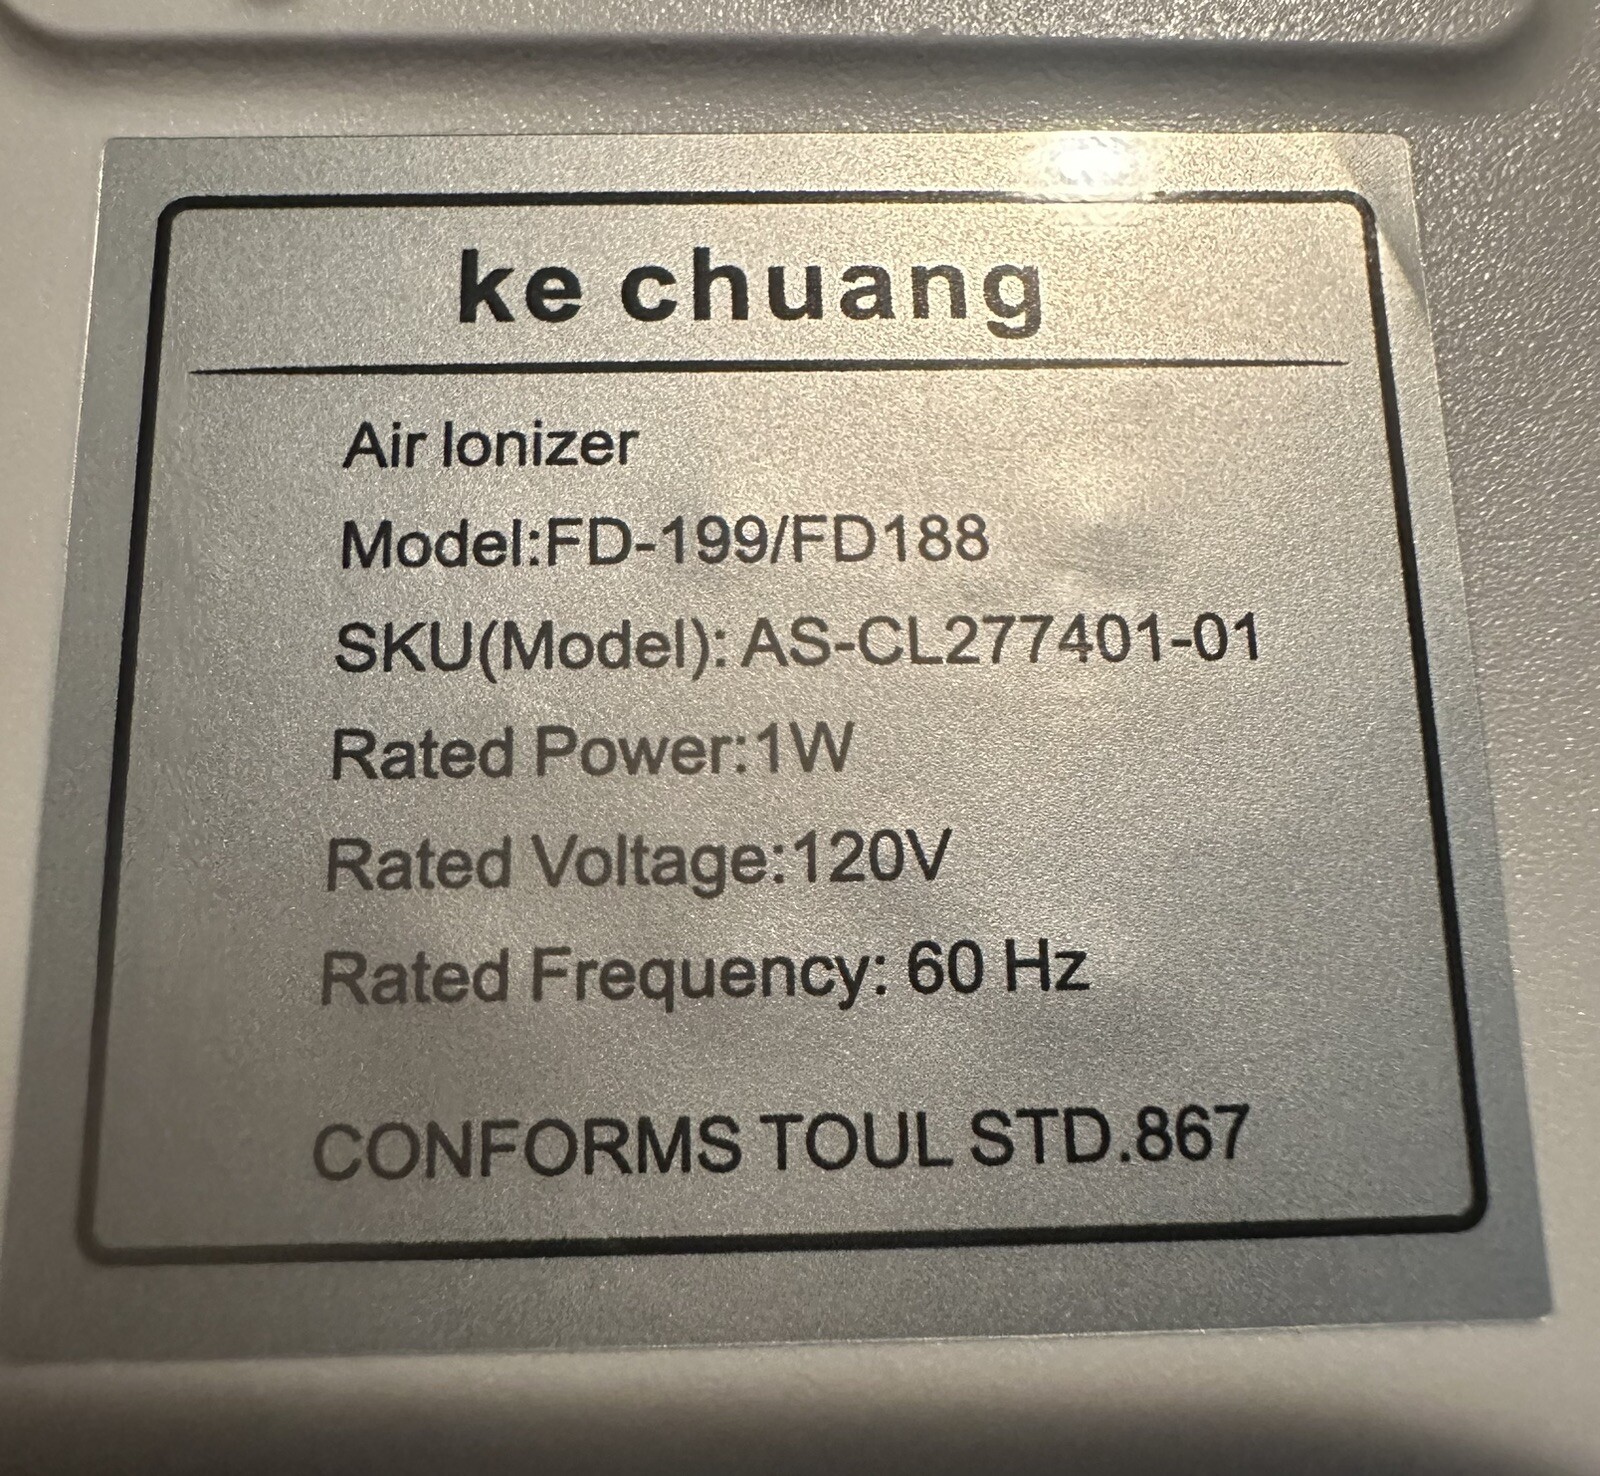 ke chuang
Air Ionizer
Model:FD-199/FD188
SKU(Model): AS-CL277401-01
Rated Power:1W
Rated Voltage:120V
Rated Frequency: 60 Hz
CONFORMS TOUL STD.867